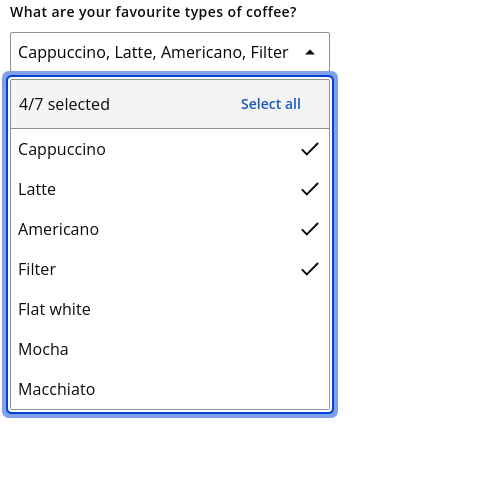 What are your favourite types of coffee?
Cappuccino, Latte, Americano, Filter
4/7 selected Select all
Cappuccino
Latte
Americano
Filter
Flat white
Mocha
Macchiato